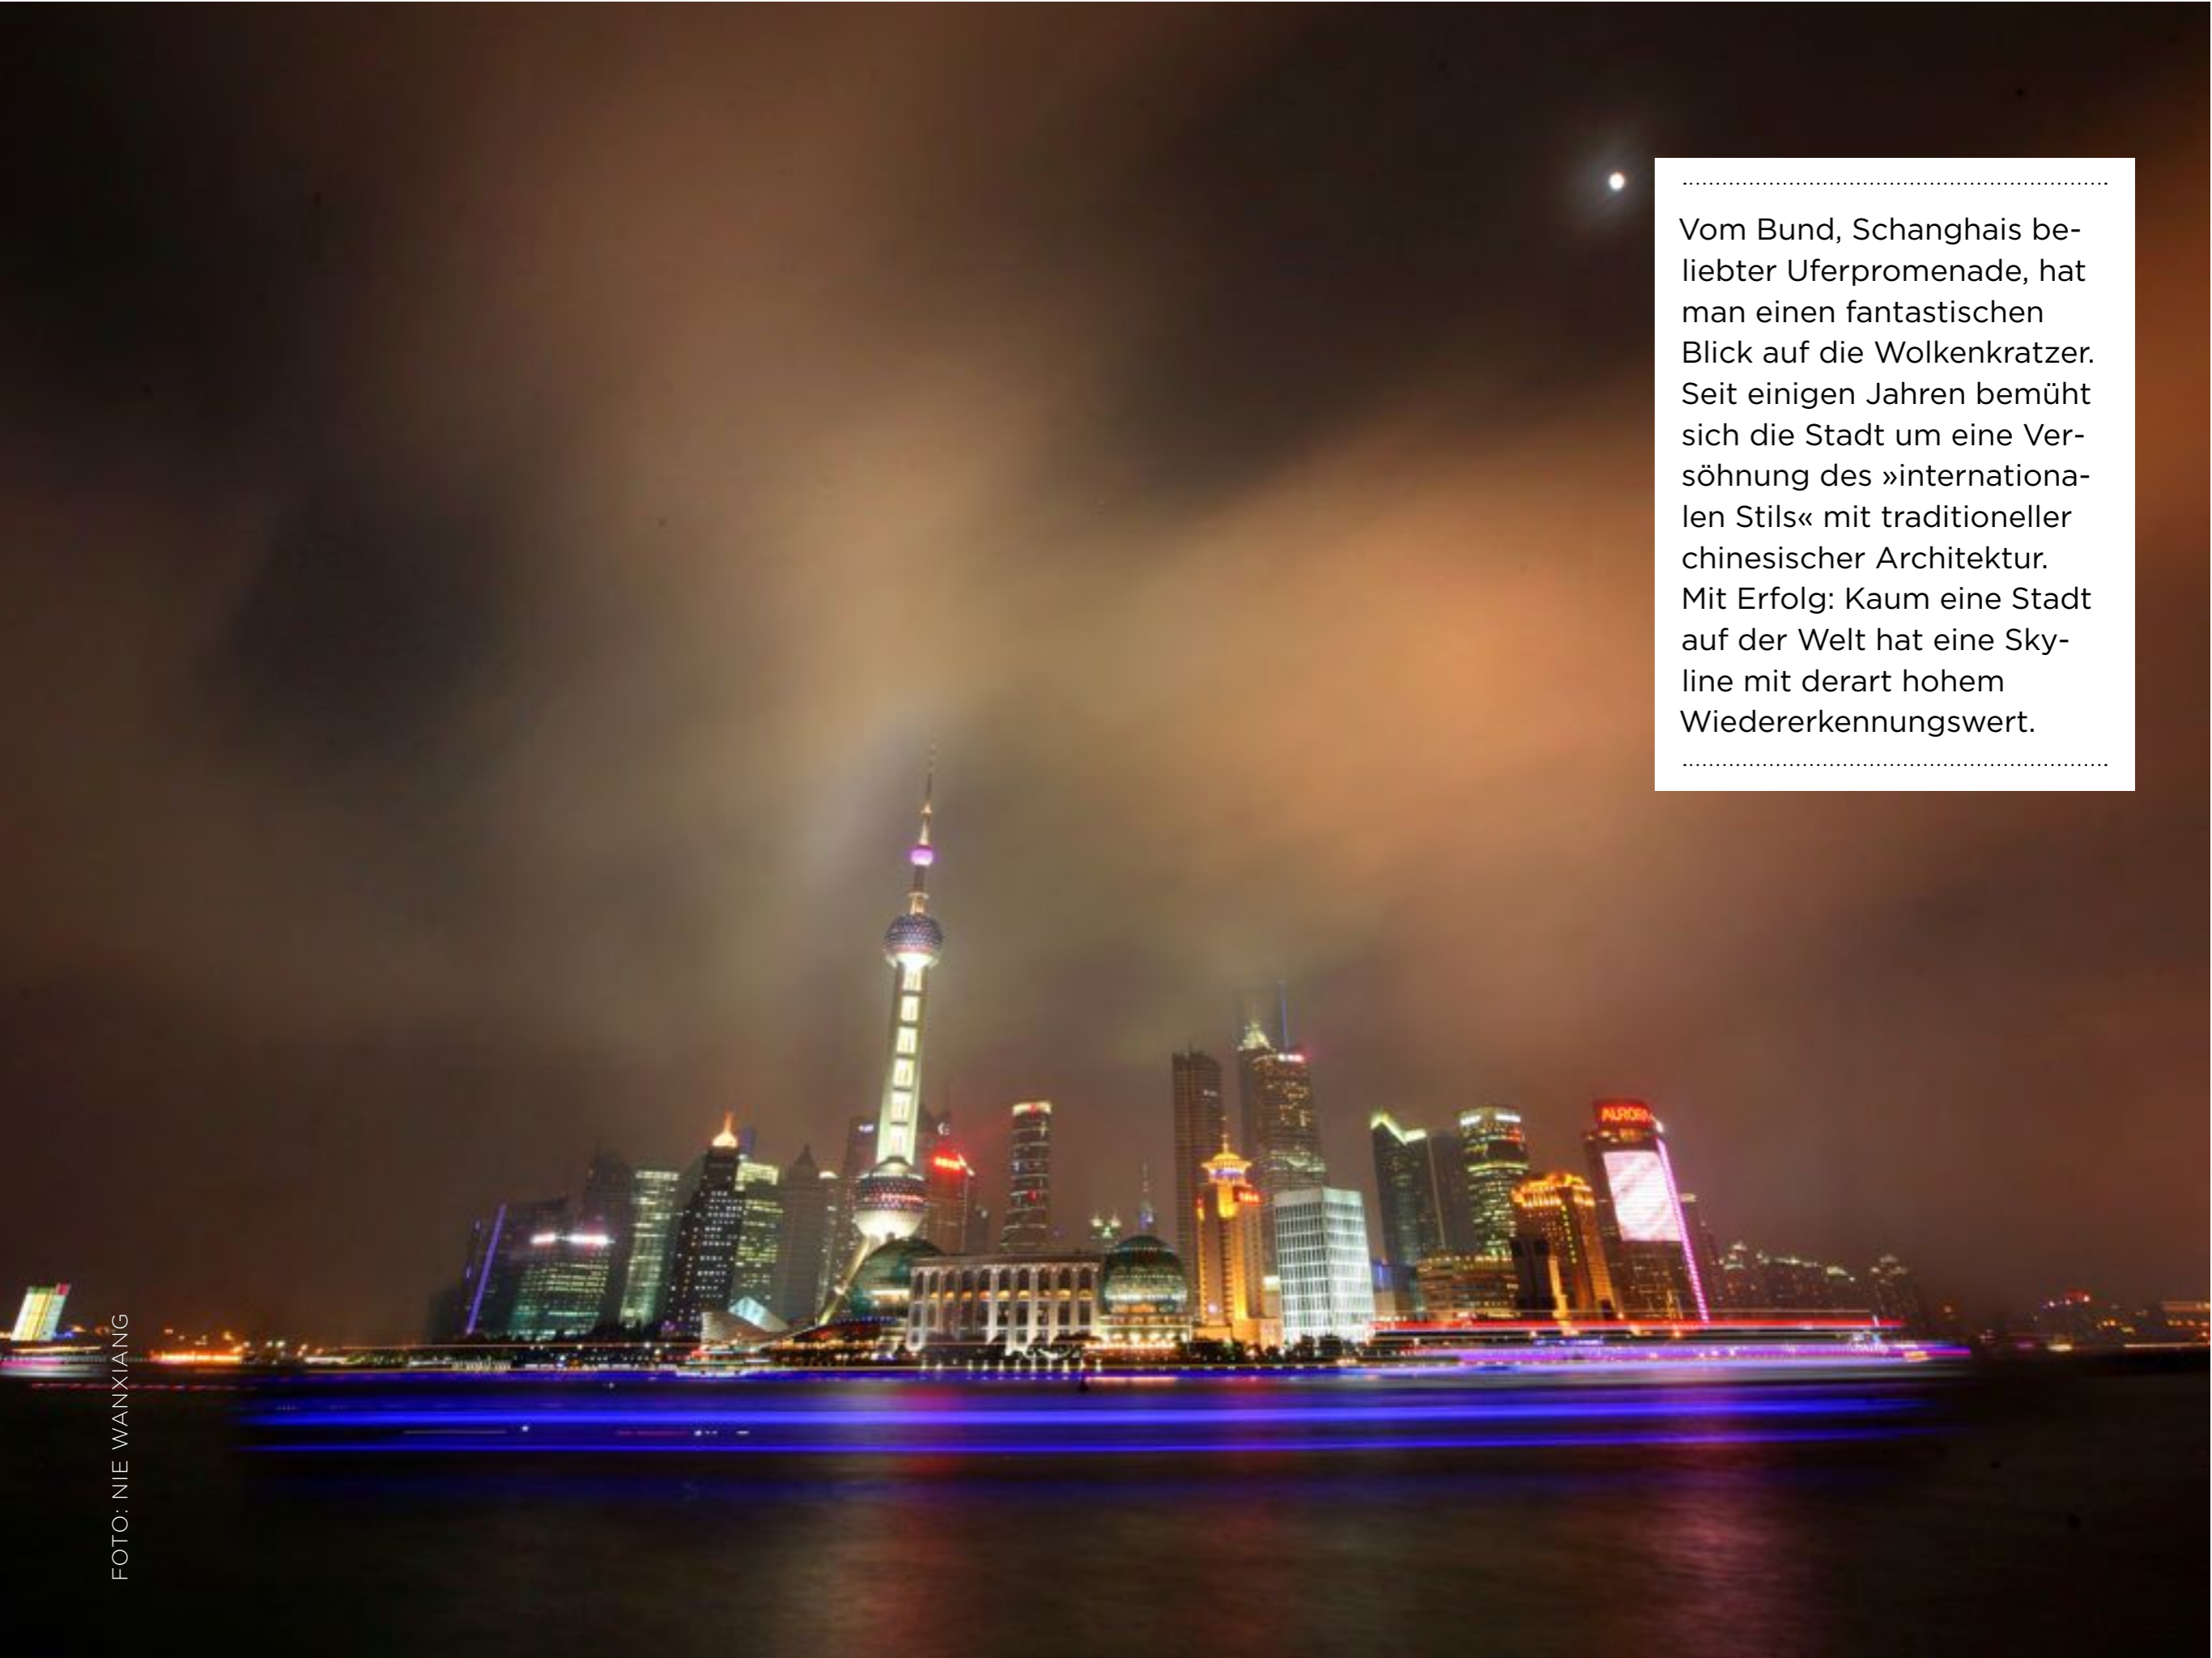 Vom Bund, Schanghais be-
liebter Uferpromenade, hat
man einen fantastischen
Blick auf die Wolkenkratzer.
Seit einigen Jahren bemüht
sich die Stadt um eine Ver-
söhnung des »internationa-
len Stils« mit traditioneller
chinesischer Architektur.
Mit Erfolg: Kaum eine Stadt
auf der Welt hat eine Sky-
line mit derart hohem
Wiedererkennungswert.
AURORA
FOTO: NIE WANXIANG